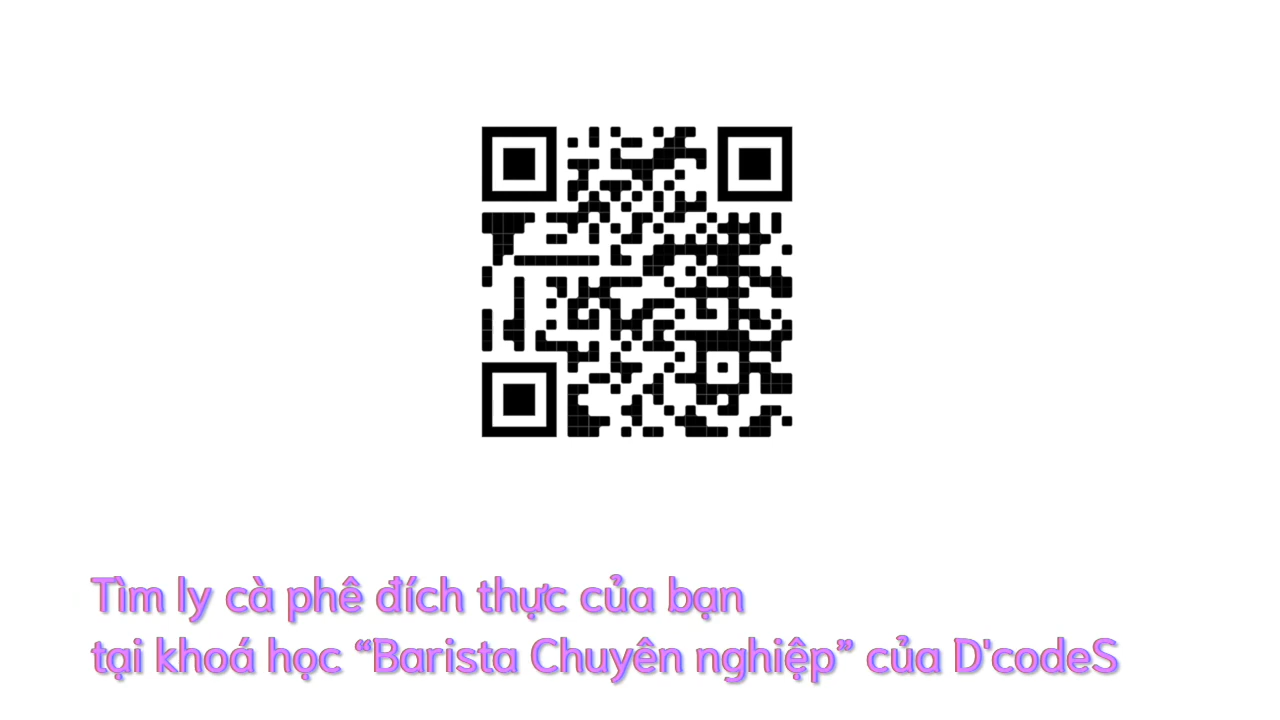 Tìm ly cà phê đích thực của bạn
tại khoá học “Barista Chuyên nghiệp” của D'codeS